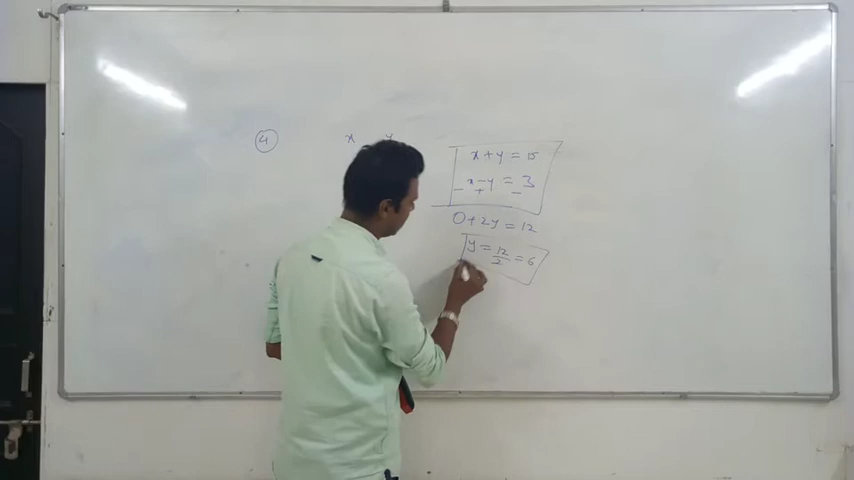 ④ x y
x + y = 15
x - y = 3
- + -
0 + 2y = 12
y = 12/2 = 6